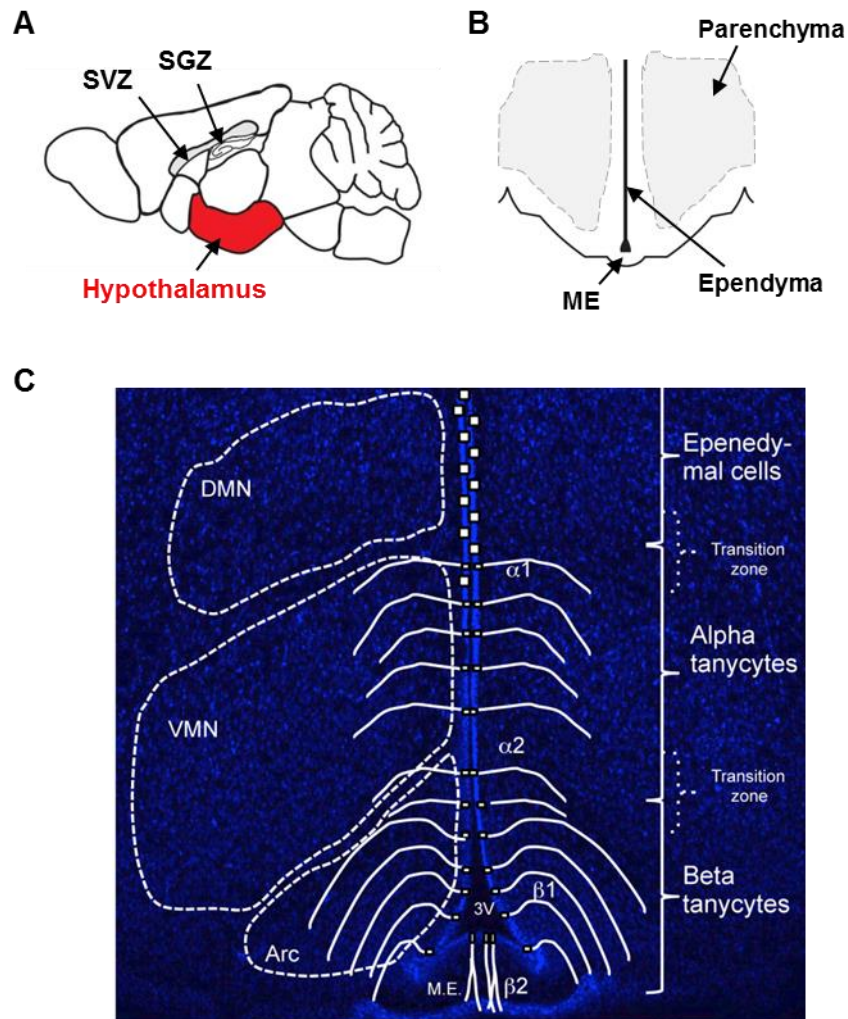 A
SVZ
SGZ
Hypothalamus
B
Parenchyma
ME
Ependyma
C
DMN
VMN
Arc
α1
α2
3V
β1
M.E.
β2
Epenedy-
mal cells
Transition
zone
Alpha
tanycytes
Transition
zone
Beta
tanycytes